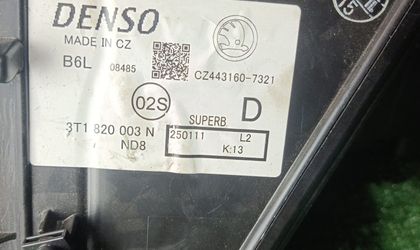 DENSO
MADE IN CZ
B6L 08485 CZ443160-7321
02S SUPERB D
3T1 820 003 N 250111 L2
ND8 K:13